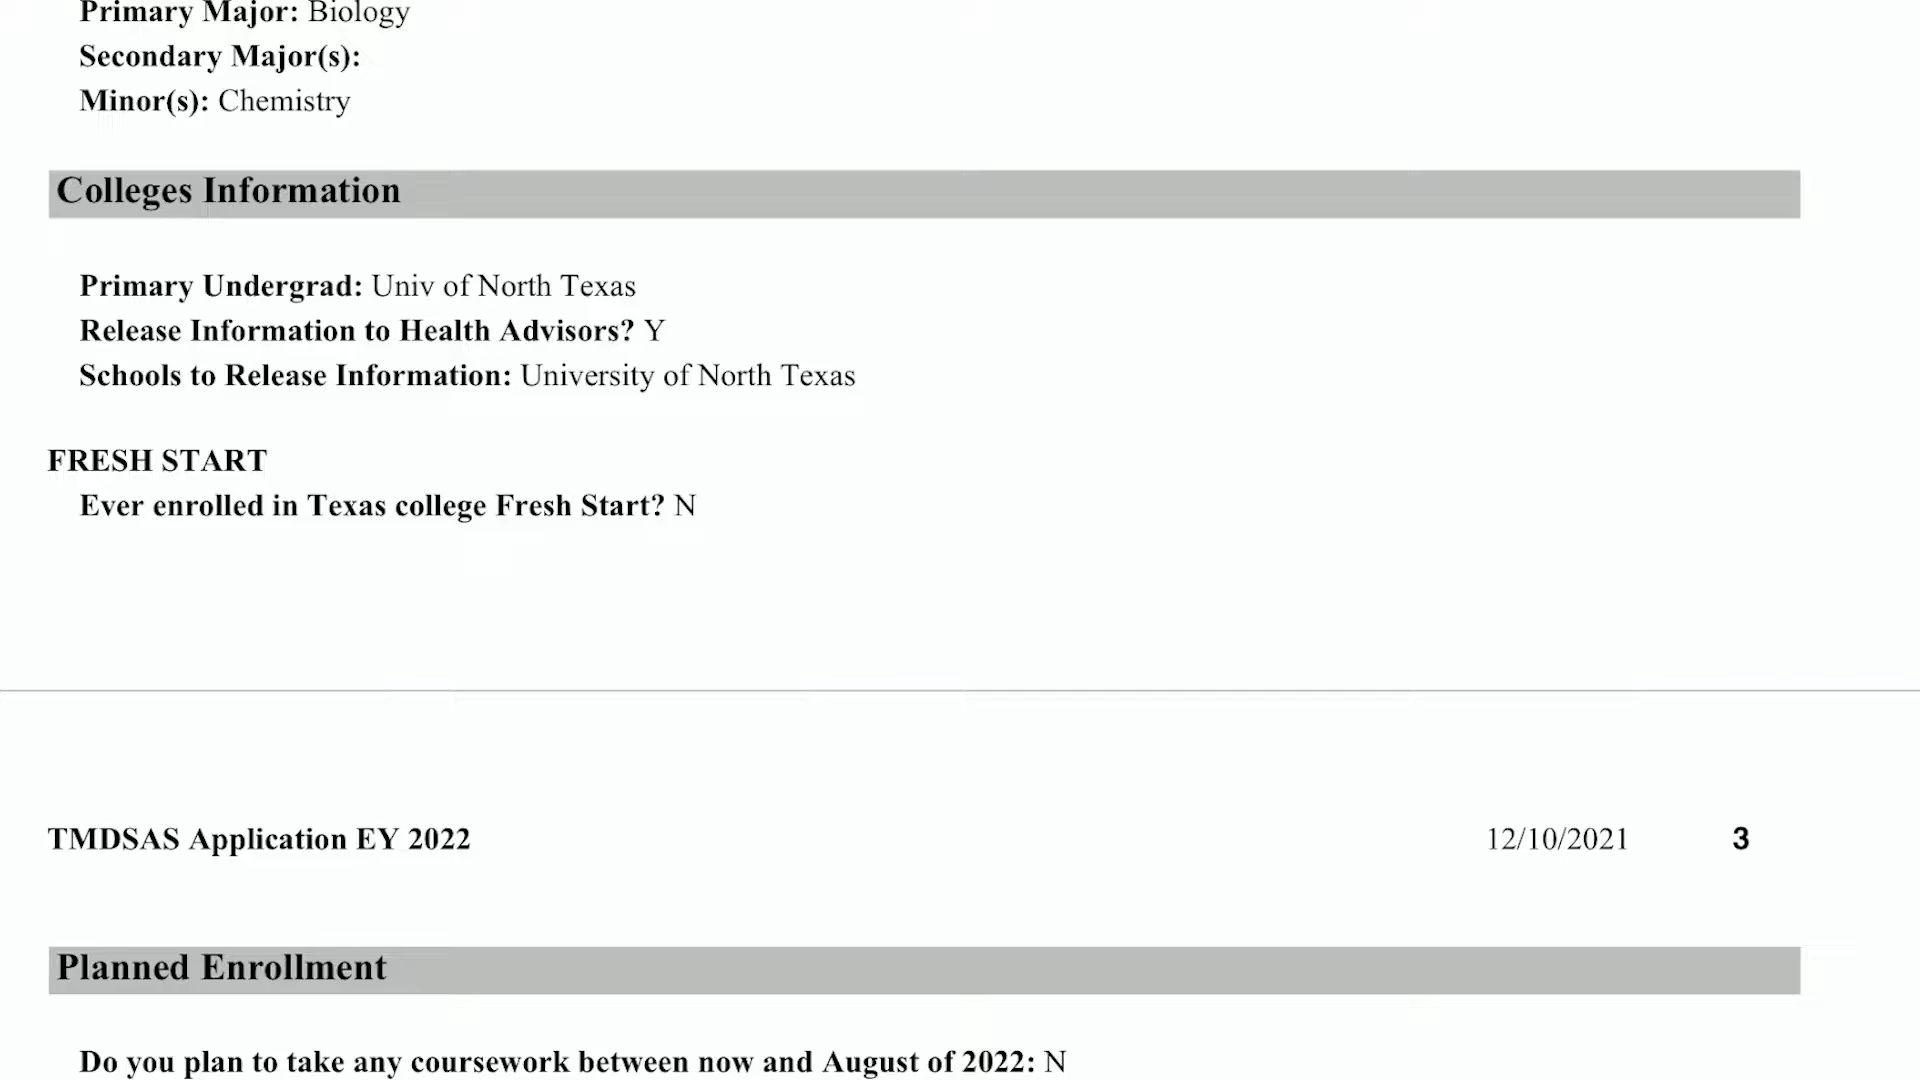 Primary Major: Biology
Secondary Major(s):
Minor(s): Chemistry
Colleges Information
Primary Undergrad: Univ of North Texas
Release Information to Health Advisors? Y
Schools to Release Information: University of North Texas
FRESH START
Ever enrolled in Texas college Fresh Start? N
TMDSAS Application EY 2022 12/10/2021 3
Planned Enrollment
Do you plan to take any coursework between now and August of 2022: N